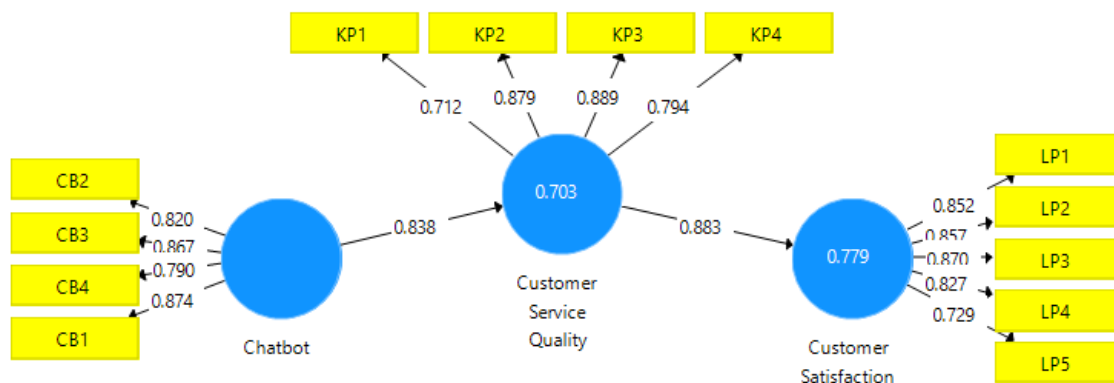 KP1
KP2
KP3
KP4
0.712
0.879
0.889
0.794
CB2
CB3
CB4
CB1
0.820
0.867
0.790
0.874
Chatbot
0.838
0.703
Customer
Service
Quality
0.883
0.779
Customer
Satisfaction
0.852
0.857
0.870
0.827
0.729
LP1
LP2
LP3
LP4
LP5